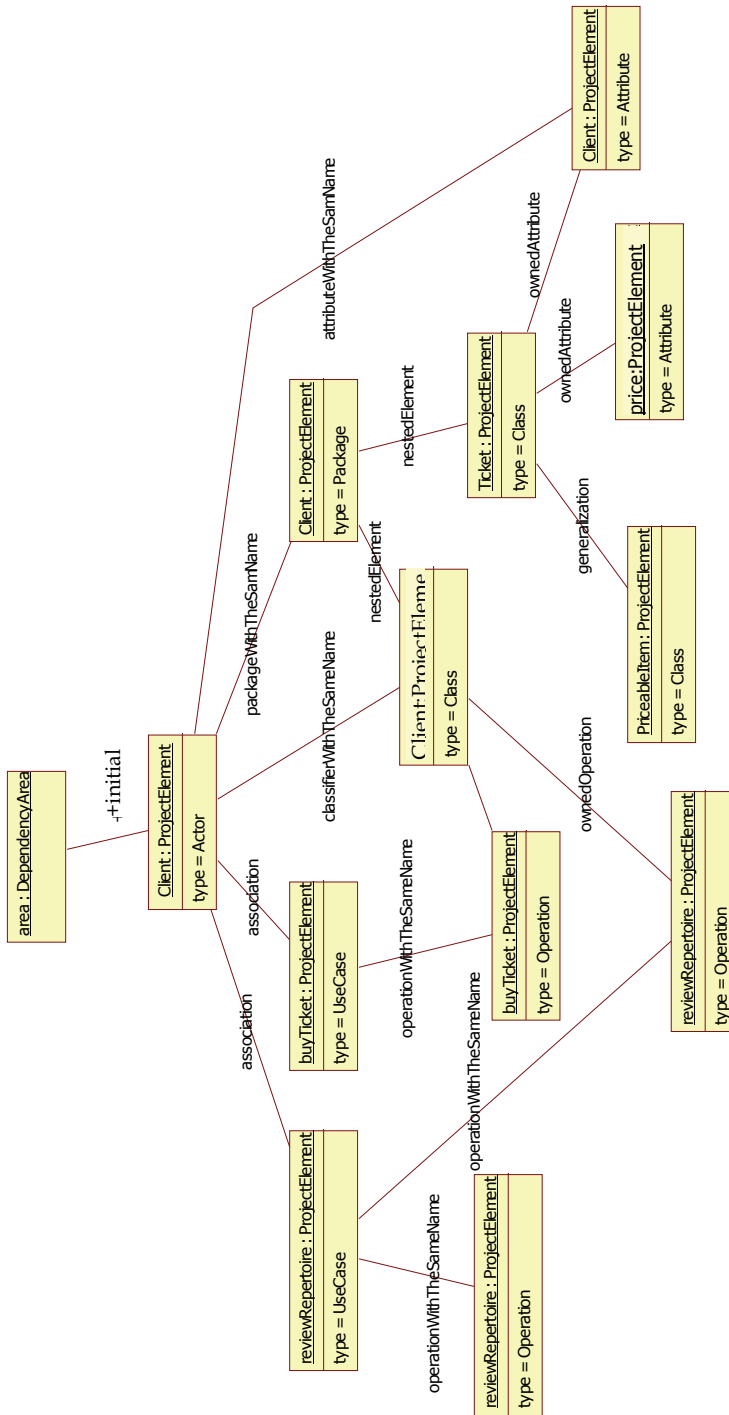 area : DependencyArea
+initial
Client : ProjectElement
type = Actor
association
association
classifierWithTheSameName
packageWithTheSamName
attributeWithTheSamName
reviewRepertoire : ProjectElement
type = UseCase
buyTicket : ProjectElement
type = UseCase
Client : ProjectElement
type = Package
nestedElement
nestedElement
operationWithTheSameName
operationWithTheSameName
operationWithTheSameName
Client:ProjectEleme
type = Class
reviewRepertoire : ProjectElement
type = Operation
buyTicket : ProjectElement
type = Operation
Ticket : ProjectElement
type = Class
ownedAttribute
ownedAttribute
Client : ProjectElement
type = Attribute
ownedOperation
generalization
PriceableItem : ProjectElement
type = Class
price:ProjectElement
type = Attribute
reviewRepertoire : ProjectElement
type = Operation